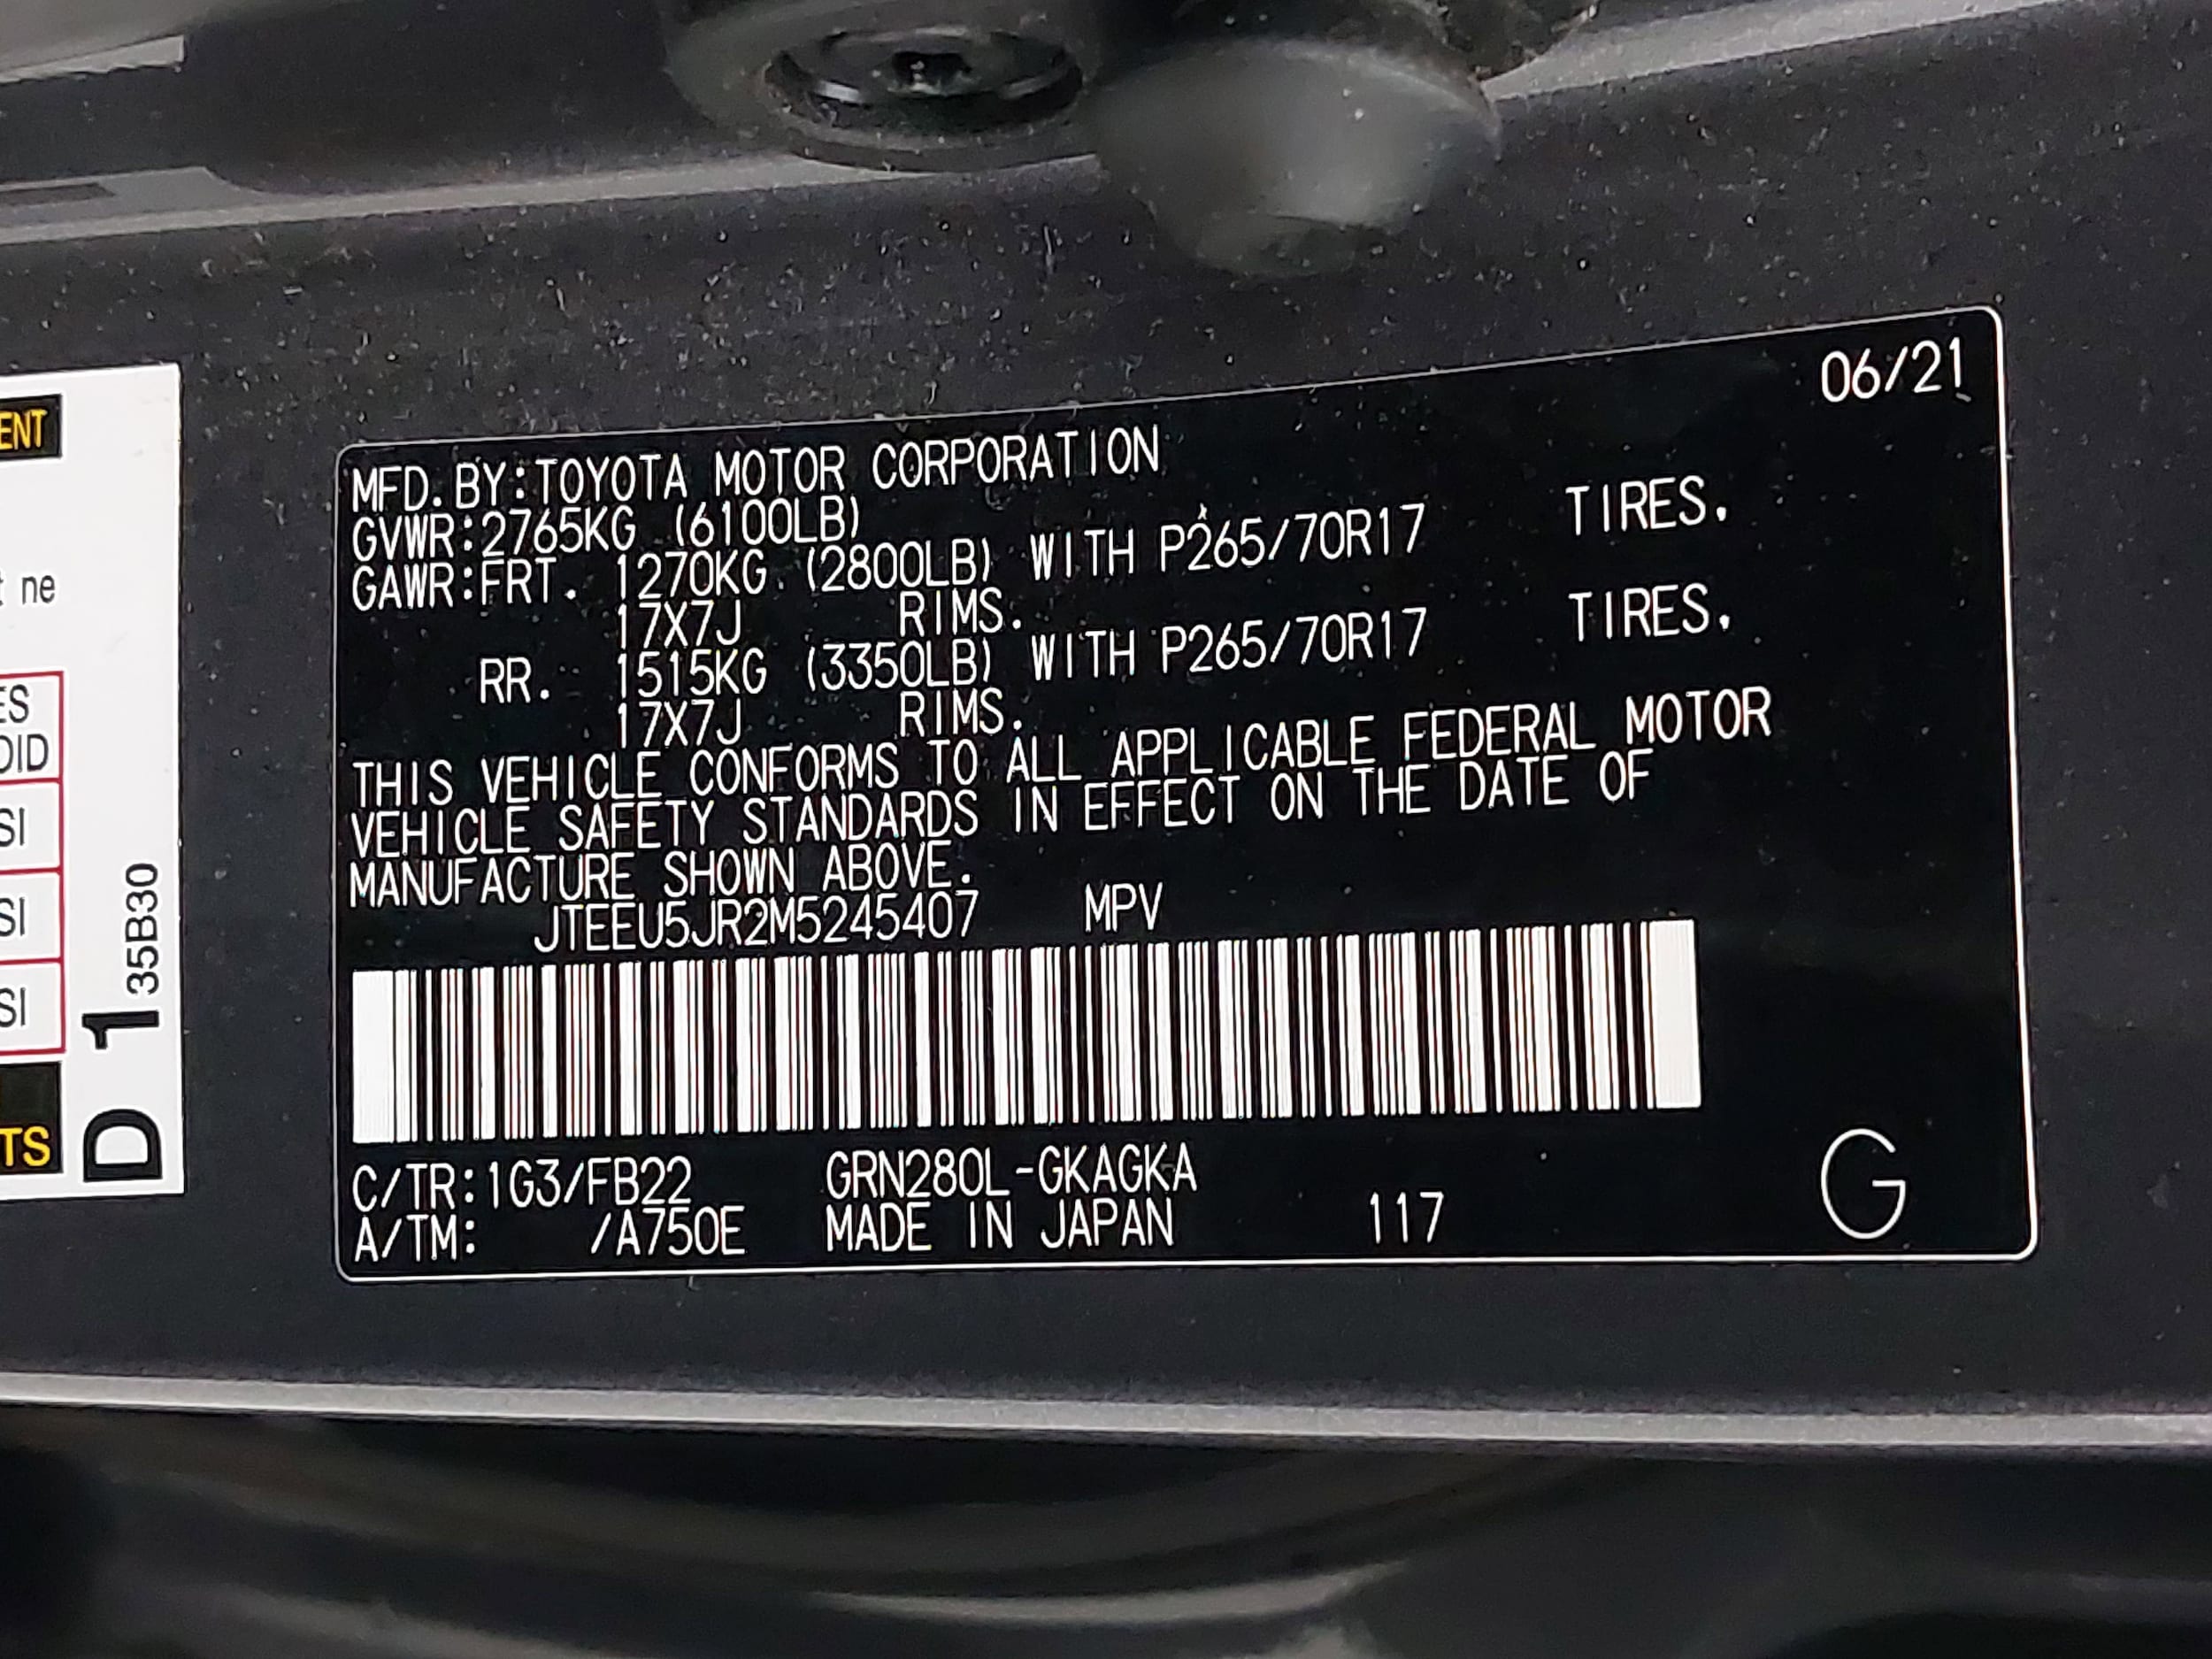 06/21
MFD.BY:TOYOTA MOTOR CORPORATION
GVWR:2765KG (6100LB)
GAWR:FRT. 1270KG (2800LB) WITH P265/70R17 TIRES.
17X7J RIMS.
RR. 1515KG (3350LB) WITH P265/70R17 TIRES.
17X7J RIMS.
THIS VEHICLE CONFORMS TO ALL APPLICABLE FEDERAL MOTOR
VEHICLE SAFETY STANDARDS IN EFFECT ON THE DATE OF
MANUFACTURE SHOWN ABOVE.
JTEEU5JR2M5245407 MPV
C/TR:1G3/FB22 GRN280L-GKAGKA
A/TM: /A750E MADE IN JAPAN 117
G
ENT
t ne
ES
OID
SI
SI
SI
TS
D 1 35B30